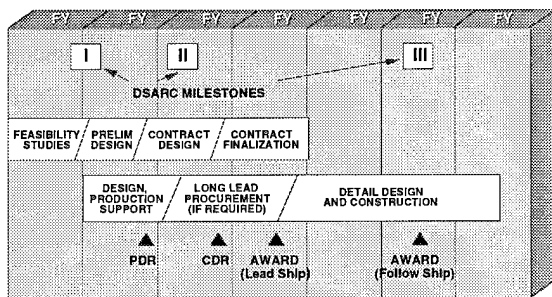 FY FY FY FY FY FY FY
I II III
DSARC MILESTONES
FEASIBILITY
STUDIES
PRELIM
DESIGN
CONTRACT
DESIGN
CONTRACT
FINALIZATION
DESIGN,
PRODUCTION
SUPPORT
LONG LEAD
PROCUREMENT
(IF REQUIRED)
DETAIL DESIGN
AND CONSTRUCTION
PDR
CDR
AWARD
(Lead Ship)
AWARD
(Follow Ship)